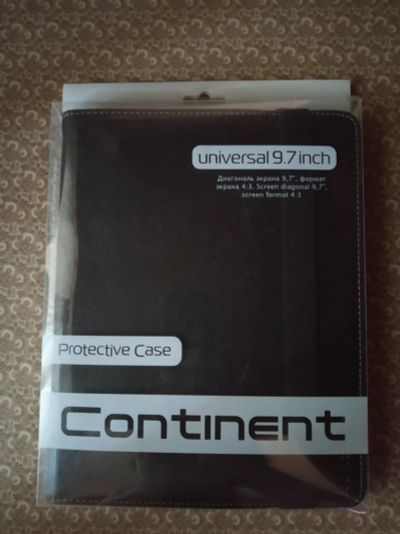 universal 9.7 inch
Диагональ экрана 9,7", формат
экрана 4:3. Screen diagonal 9,7",
screen format 4:3
Protective Case
Continent